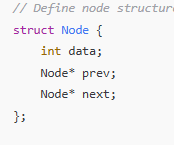 // Define node structure
struct Node {
    int data;
    Node* prev;
    Node* next;
};